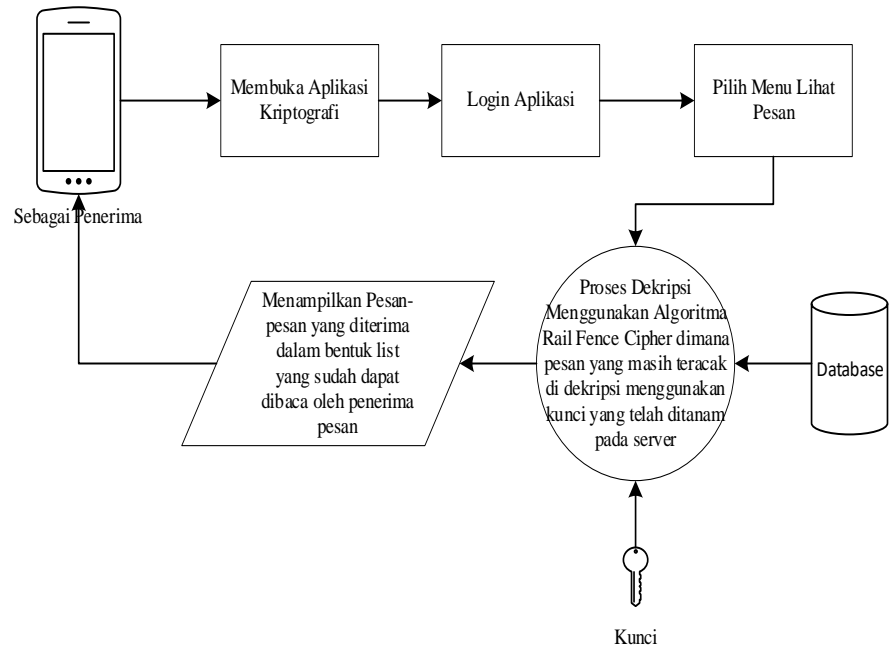 Membuka Aplikasi
Kriptografi
Login Aplikasi
Pilih Menu Lihat
Pesan
Sebagai Penerima
Proses Dekripsi
Menggunakan Algoritma
Rail Fence Cipher dimana
pesan yang masih teracak
di dekripsi menggunakan
kunci yang telah ditanam
pada server
Database
Menampilkan Pesan-
pesan yang diterima
dalam bentuk list
yang sudah dapat
dibaca oleh penerima
pesan
Kunci